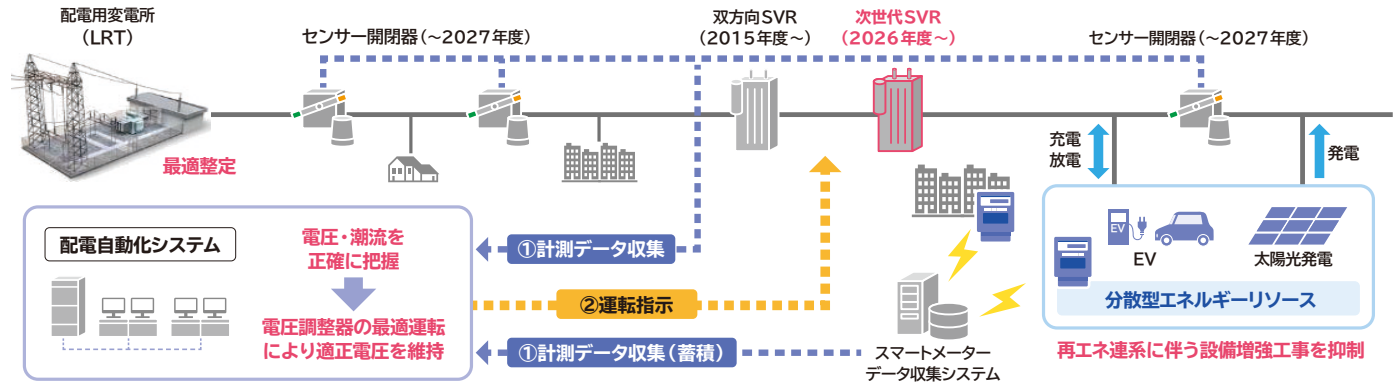 配電用変電所
（LRT）
センサー開閉器（～2027年度）
双方向SVR
（2015年度～）
次世代SVR
（2026年度～）
センサー開閉器（～2027年度）
最適整定
充電
放電
発電
配電自動化システム
電圧・潮流を
正確に把握
電圧調整器の最適運転
により適正電圧を維持
①計測データ収集
②運転指示
①計測データ収集（蓄積）
スマートメーター
データ収集システム
EV
EV
太陽光発電
分散型エネルギーリソース
再エネ連系に伴う設備増強工事を抑制